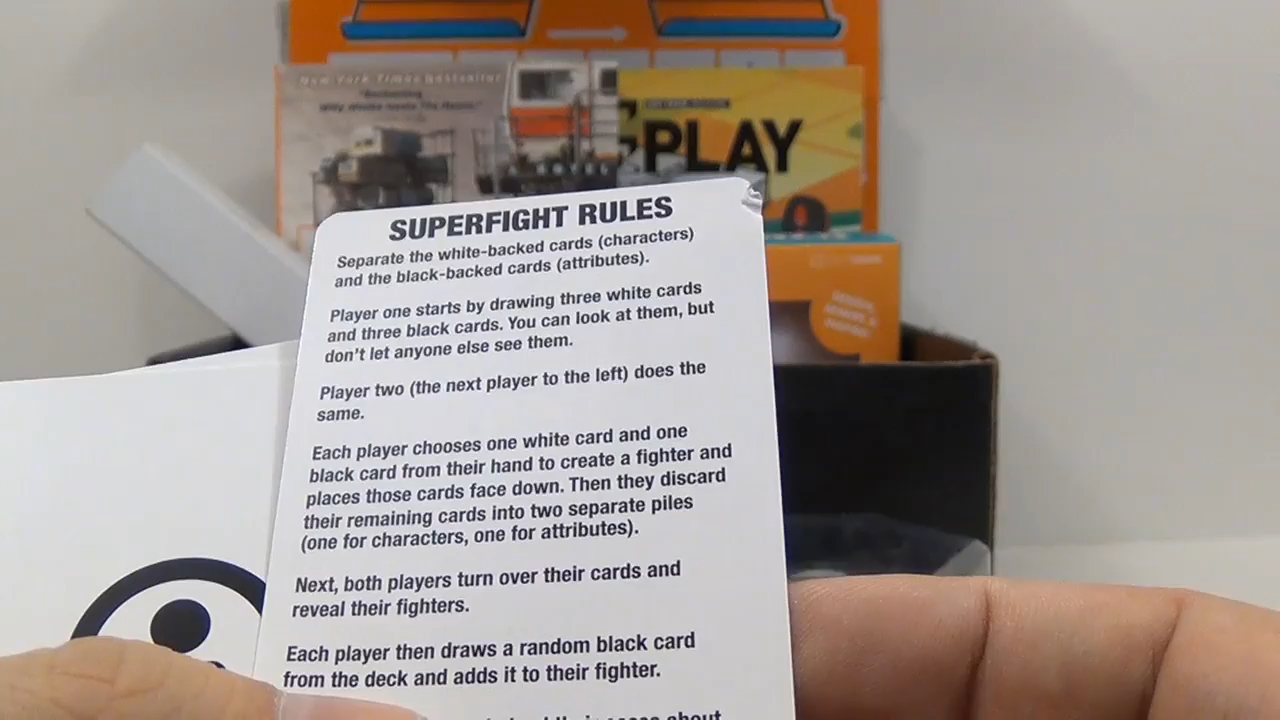 New York Times bestseller
PLAY
SUPERFIGHT RULES
Separate the white-backed cards (characters)
and the black-backed cards (attributes).
Player one starts by drawing three white cards
and three black cards. You can look at them, but
don't let anyone else see them.
Player two (the next player to the left) does the
same.
Each player chooses one white card and one
black card from their hand to create a fighter and
places those cards face down. Then they discard
their remaining cards into two separate piles
(one for characters, one for attributes).
Next, both players turn over their cards and
reveal their fighters.
Each player then draws a random black card
from the deck and adds it to their fighter.
about